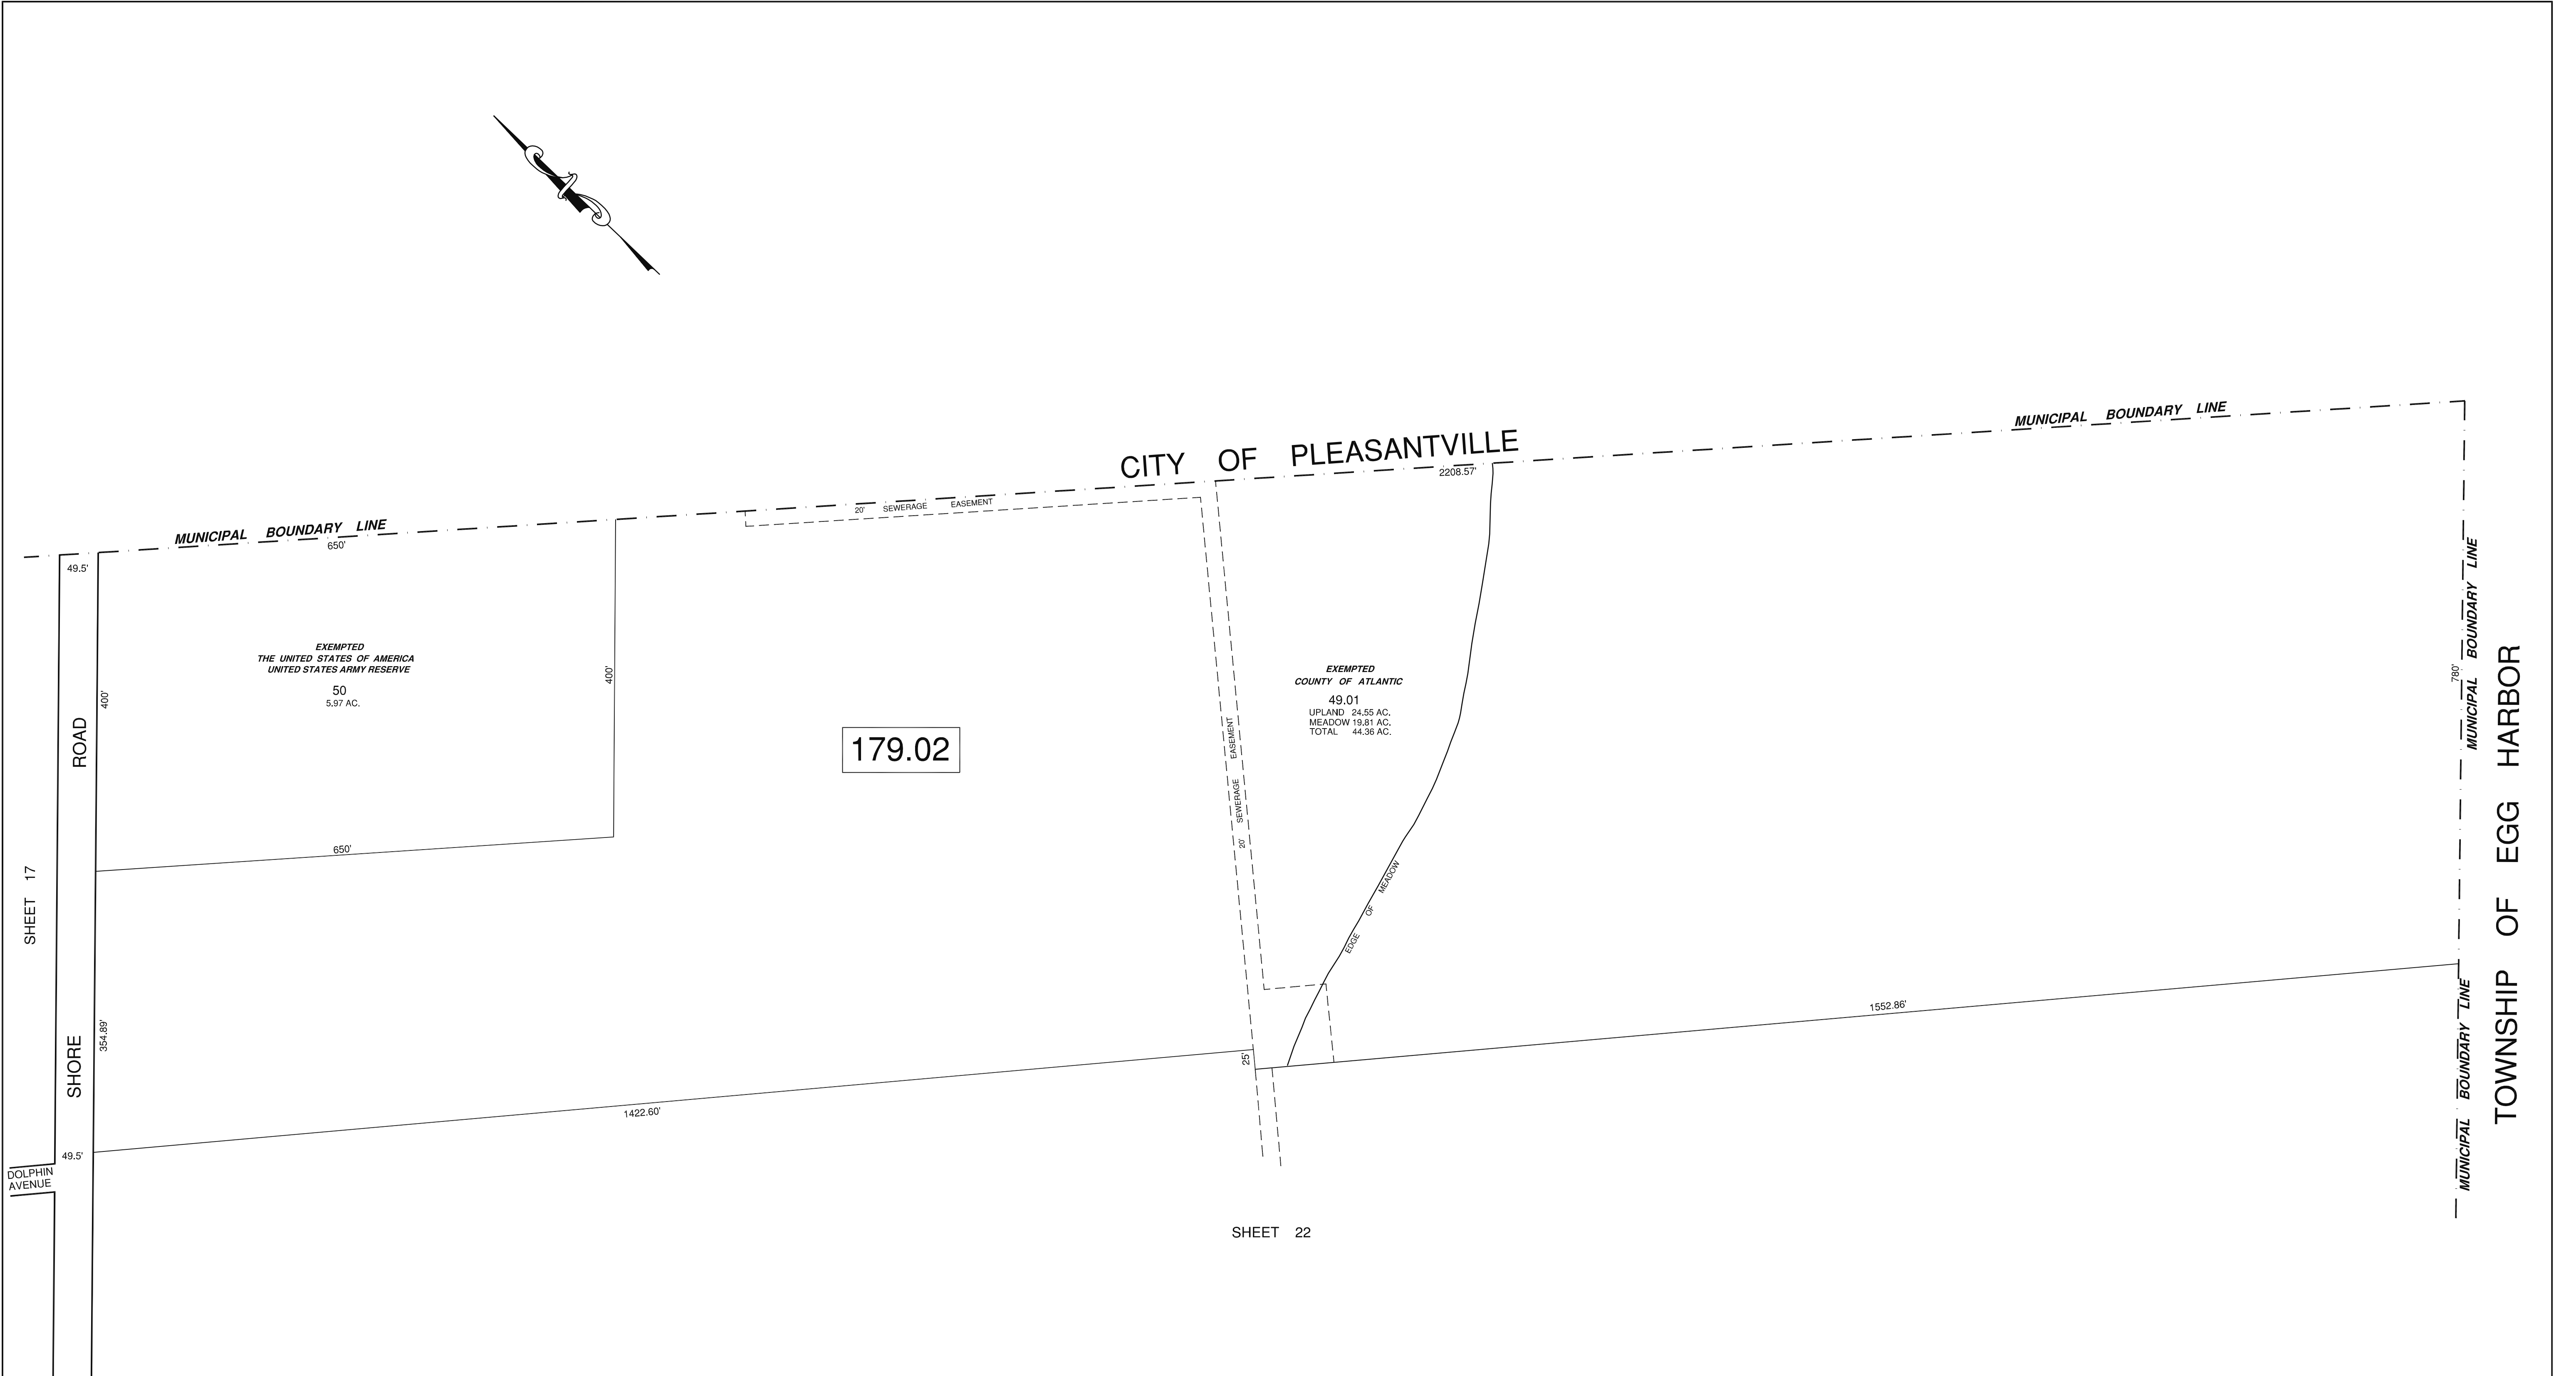 CITY OF PLEASANTVILLE
MUNICIPAL BOUNDARY LINE
2208.57'
20' SEWERAGE EASEMENT
MUNICIPAL BOUNDARY LINE
650'
49.5'
EXEMPTED
THE UNITED STATES OF AMERICA
UNITED STATES ARMY RESERVE
50
5.97 AC.
400'
400'
EXEMPTED
COUNTY OF ATLANTIC
49.01
UPLAND 24.55 AC.
MEADOW 19.81 AC.
TOTAL 44.36 AC.
179.02
20' SEWERAGE EASEMENT
EDGE OF MEADOW
780'
MUNICIPAL BOUNDARY LINE
TOWNSHIP OF EGG HARBOR
MUNICIPAL BOUNDARY LINE
650'
SHEET 17
SHORE ROAD
354.89'
25'
1552.86'
1422.60'
49.5'
DOLPHIN
AVENUE
SHEET 22